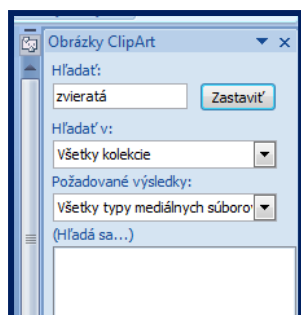 Obrázky ClipArt
Hľadať:
zvieratá
Zastaviť
Hľadať v:
Všetky kolekcie
Požadované výsledky:
Všetky typy mediálnych súborov
(Hľadá sa...)